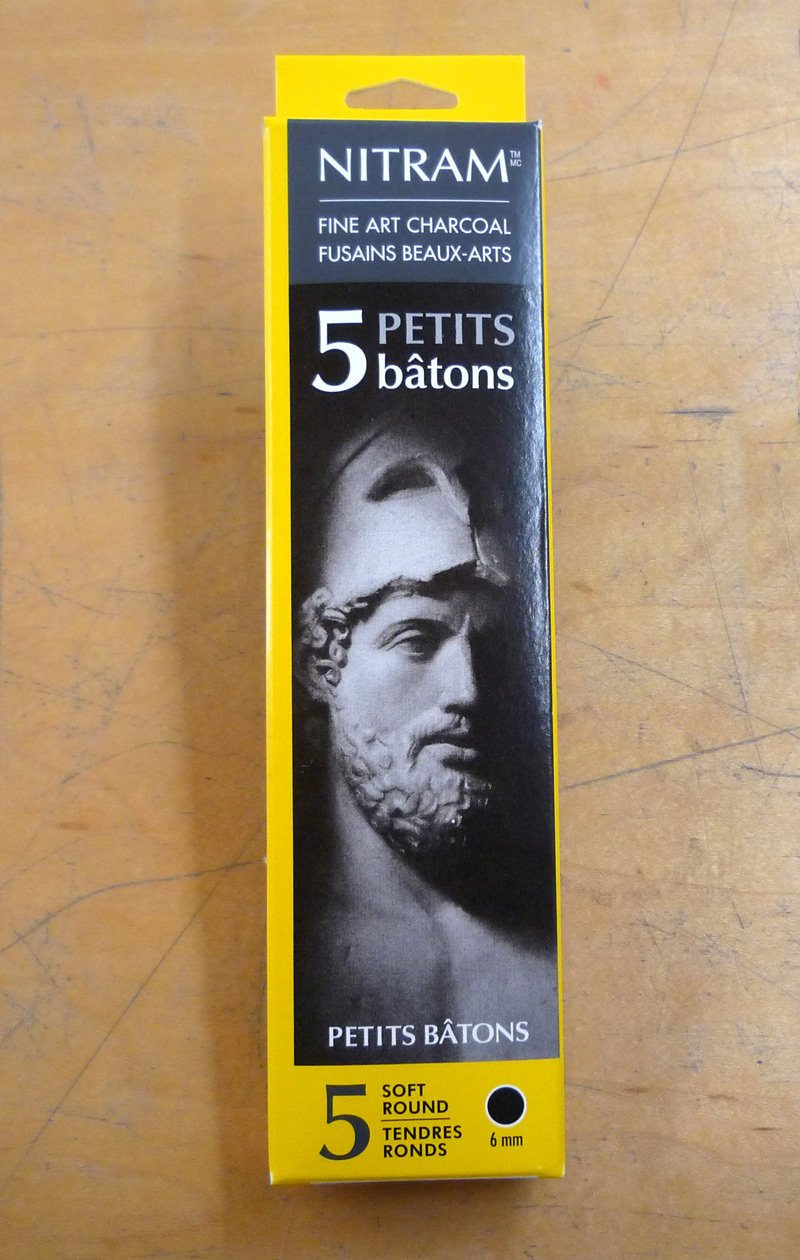 NITRAM™ MC
FINE ART CHARCOAL
FUSAINS BEAUX-ARTS
5 PETITS
bâtons
PETITS BÂTONS
5 SOFT
ROUND
TENDRES
RONDS
6 mm